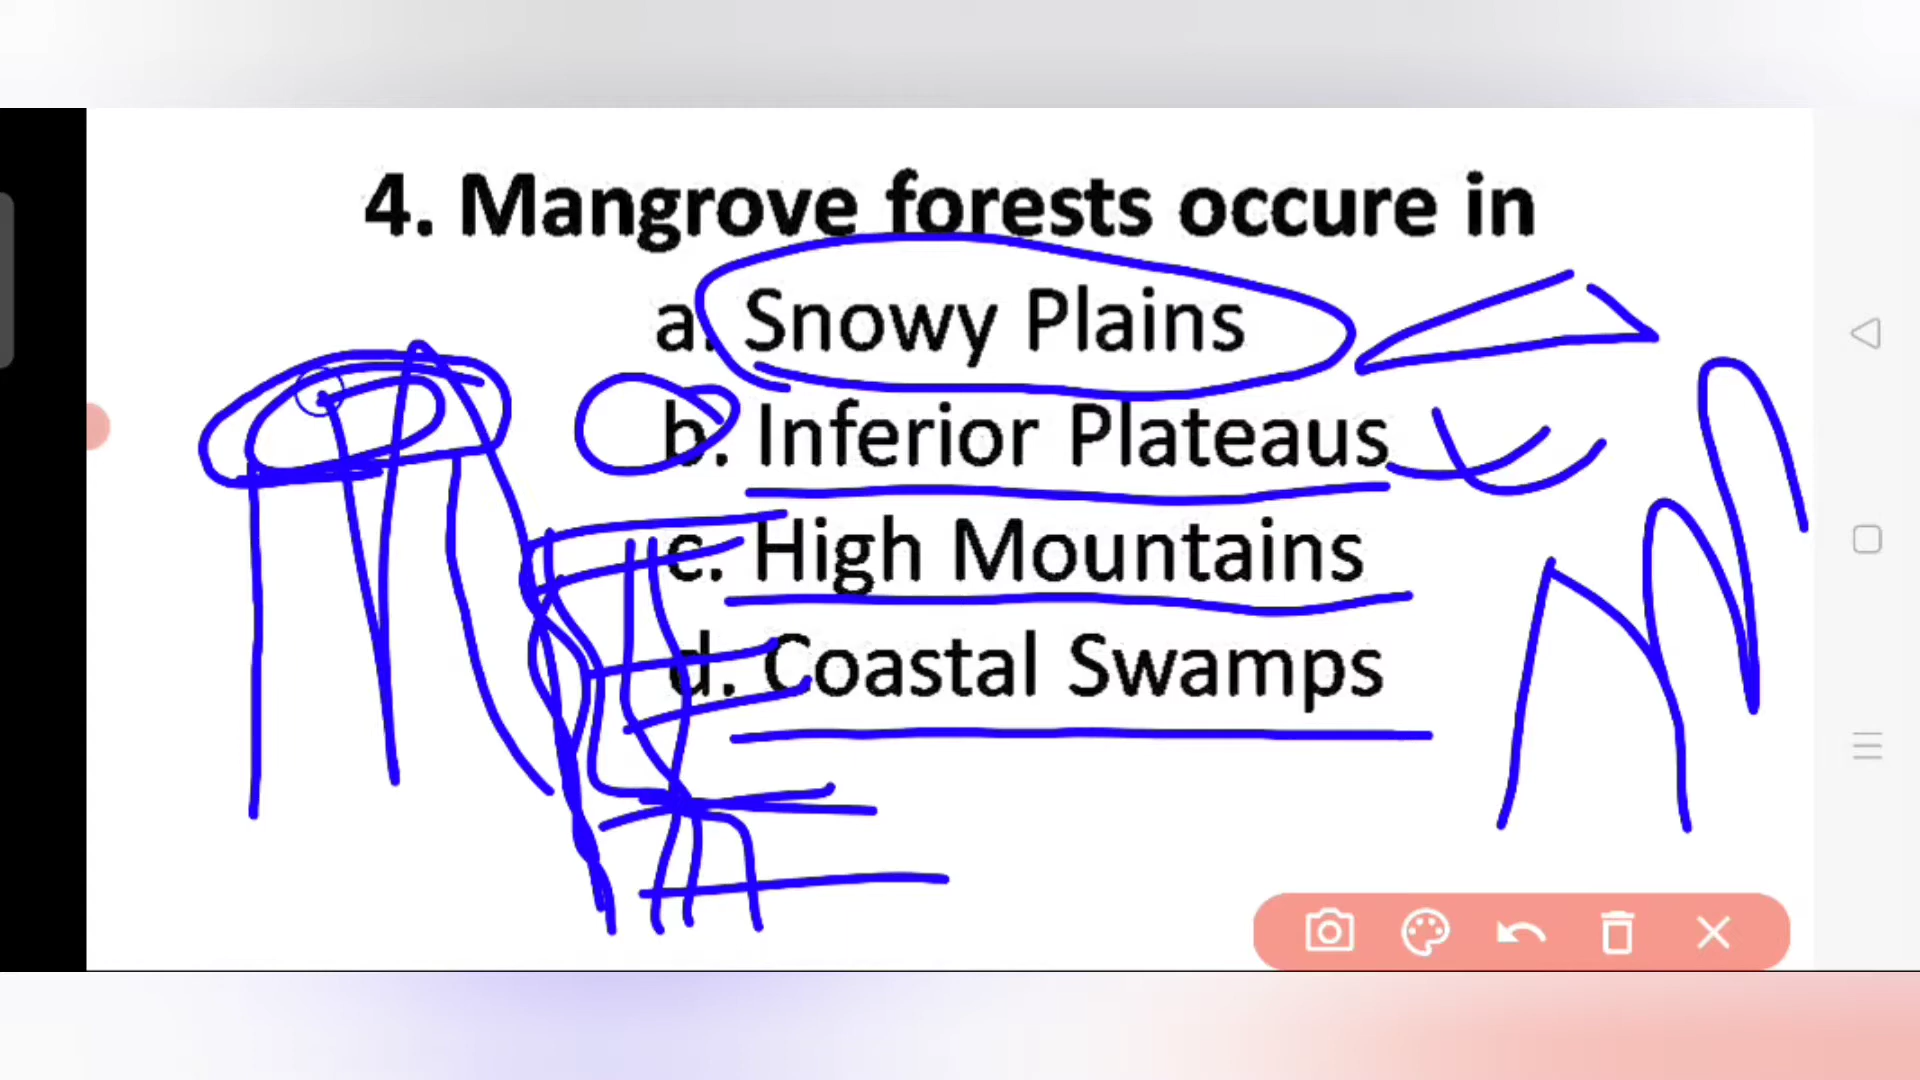 4. Mangrove forests occure in
a. Snowy Plains
b. Inferior Plateaus
c. High Mountains
d. Coastal Swamps